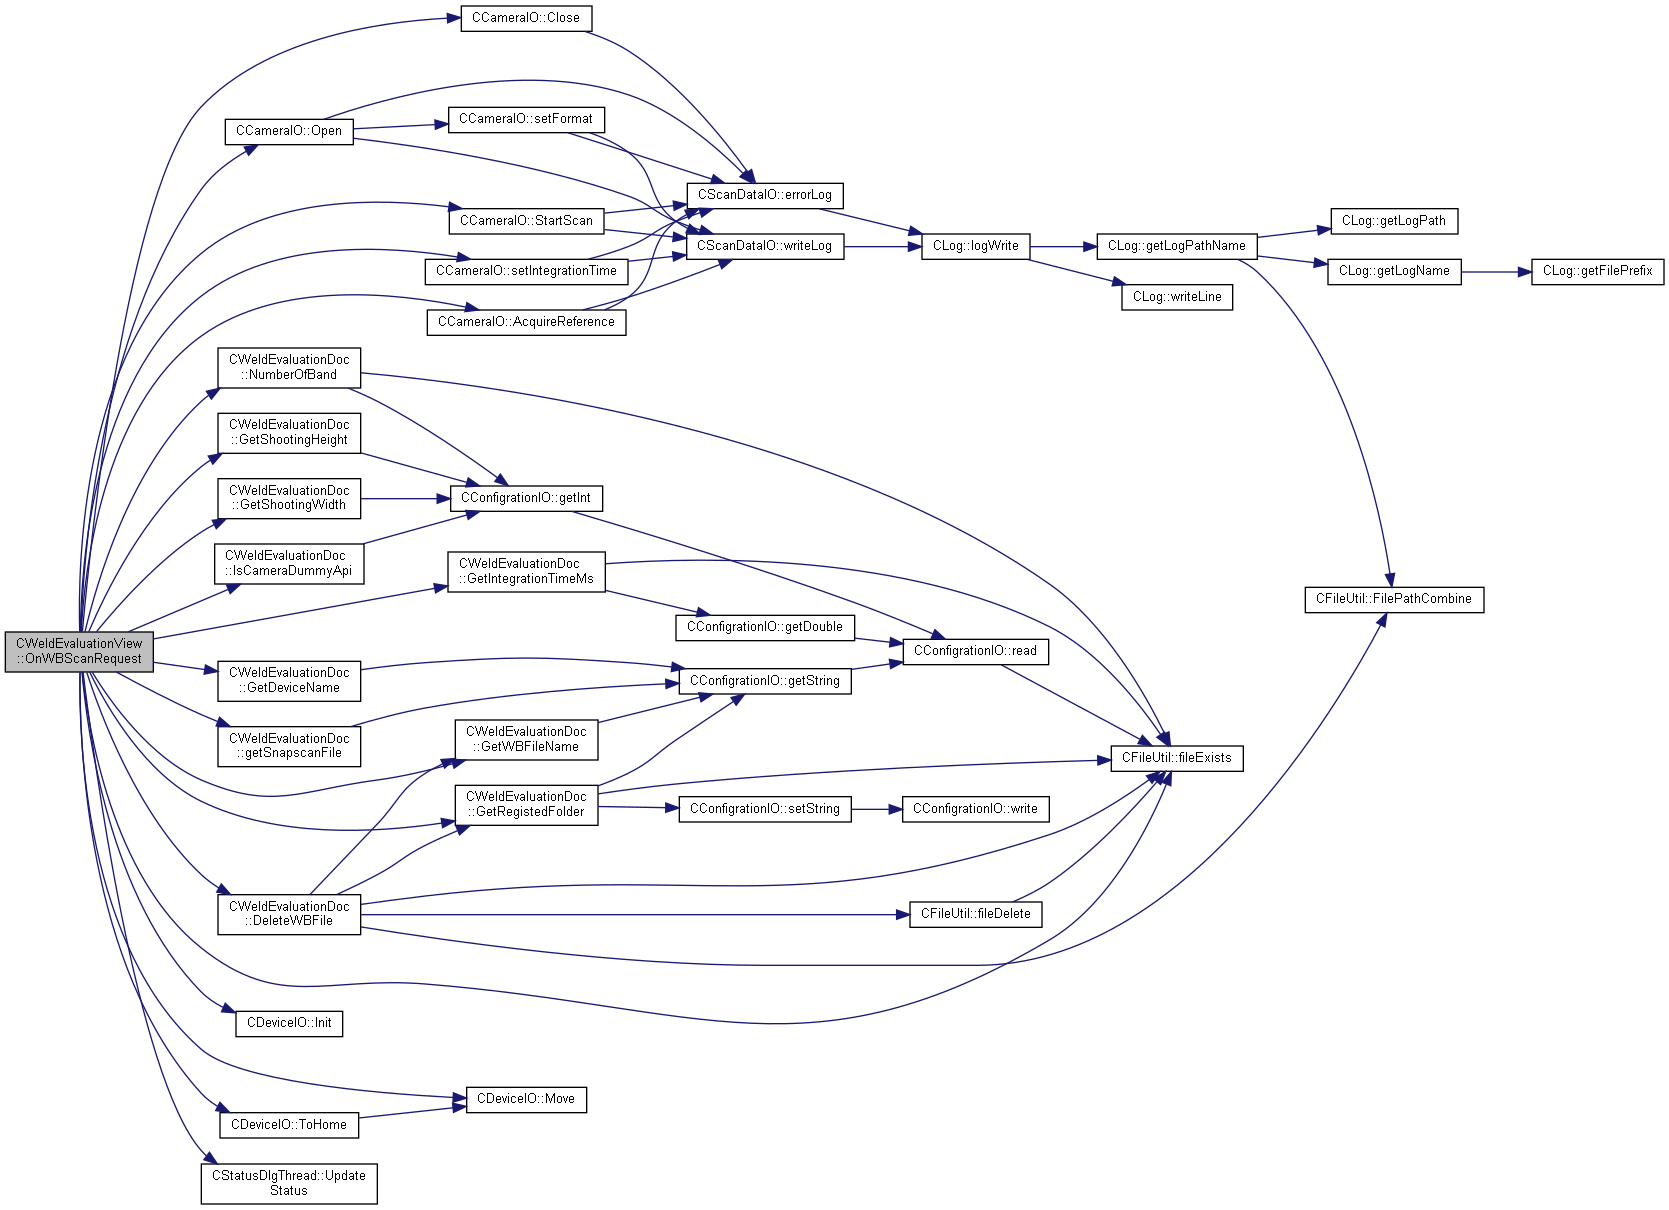 CCameraIO::Close
CCameraIO::Open
CCameraIO::setFormat
CScanDataIO::errorLog
CCameraIO::StartScan
CLog::getLogPath
CScanDataIO::writeLog
CLog::logWrite
CLog::getLogPathName
CCameraIO::setIntegrationTime
CLog::getLogName
CLog::getFilePrefix
CLog::writeLine
CCameraIO::AcquireReference
CWeldEvaluationDoc
::NumberOfBand
CWeldEvaluationDoc
::GetShootingHeight
CWeldEvaluationDoc
::GetShootingWidth
CConfigrationIO::getInt
CWeldEvaluationDoc
::IsCameraDummyApi
CWeldEvaluationDoc
::GetIntegrationTimeMs
CFileUtil::FilePathCombine
CConfigrationIO::getDouble
CWeldEvaluationView
::OnWBScanRequest
CConfigrationIO::read
CWeldEvaluationDoc
::GetDeviceName
CConfigrationIO::getString
CWeldEvaluationDoc
::getSnapscanFile
CWeldEvaluationDoc
::GetWBFileName
CFileUtil::fileExists
CWeldEvaluationDoc
::GetRegistedFolder
CConfigrationIO::setString
CConfigrationIO::write
CWeldEvaluationDoc
::DeleteWBFile
CFileUtil::fileDelete
CDeviceIO::Init
CDeviceIO::Move
CDeviceIO::ToHome
CStatusDlgThread::Update
Status